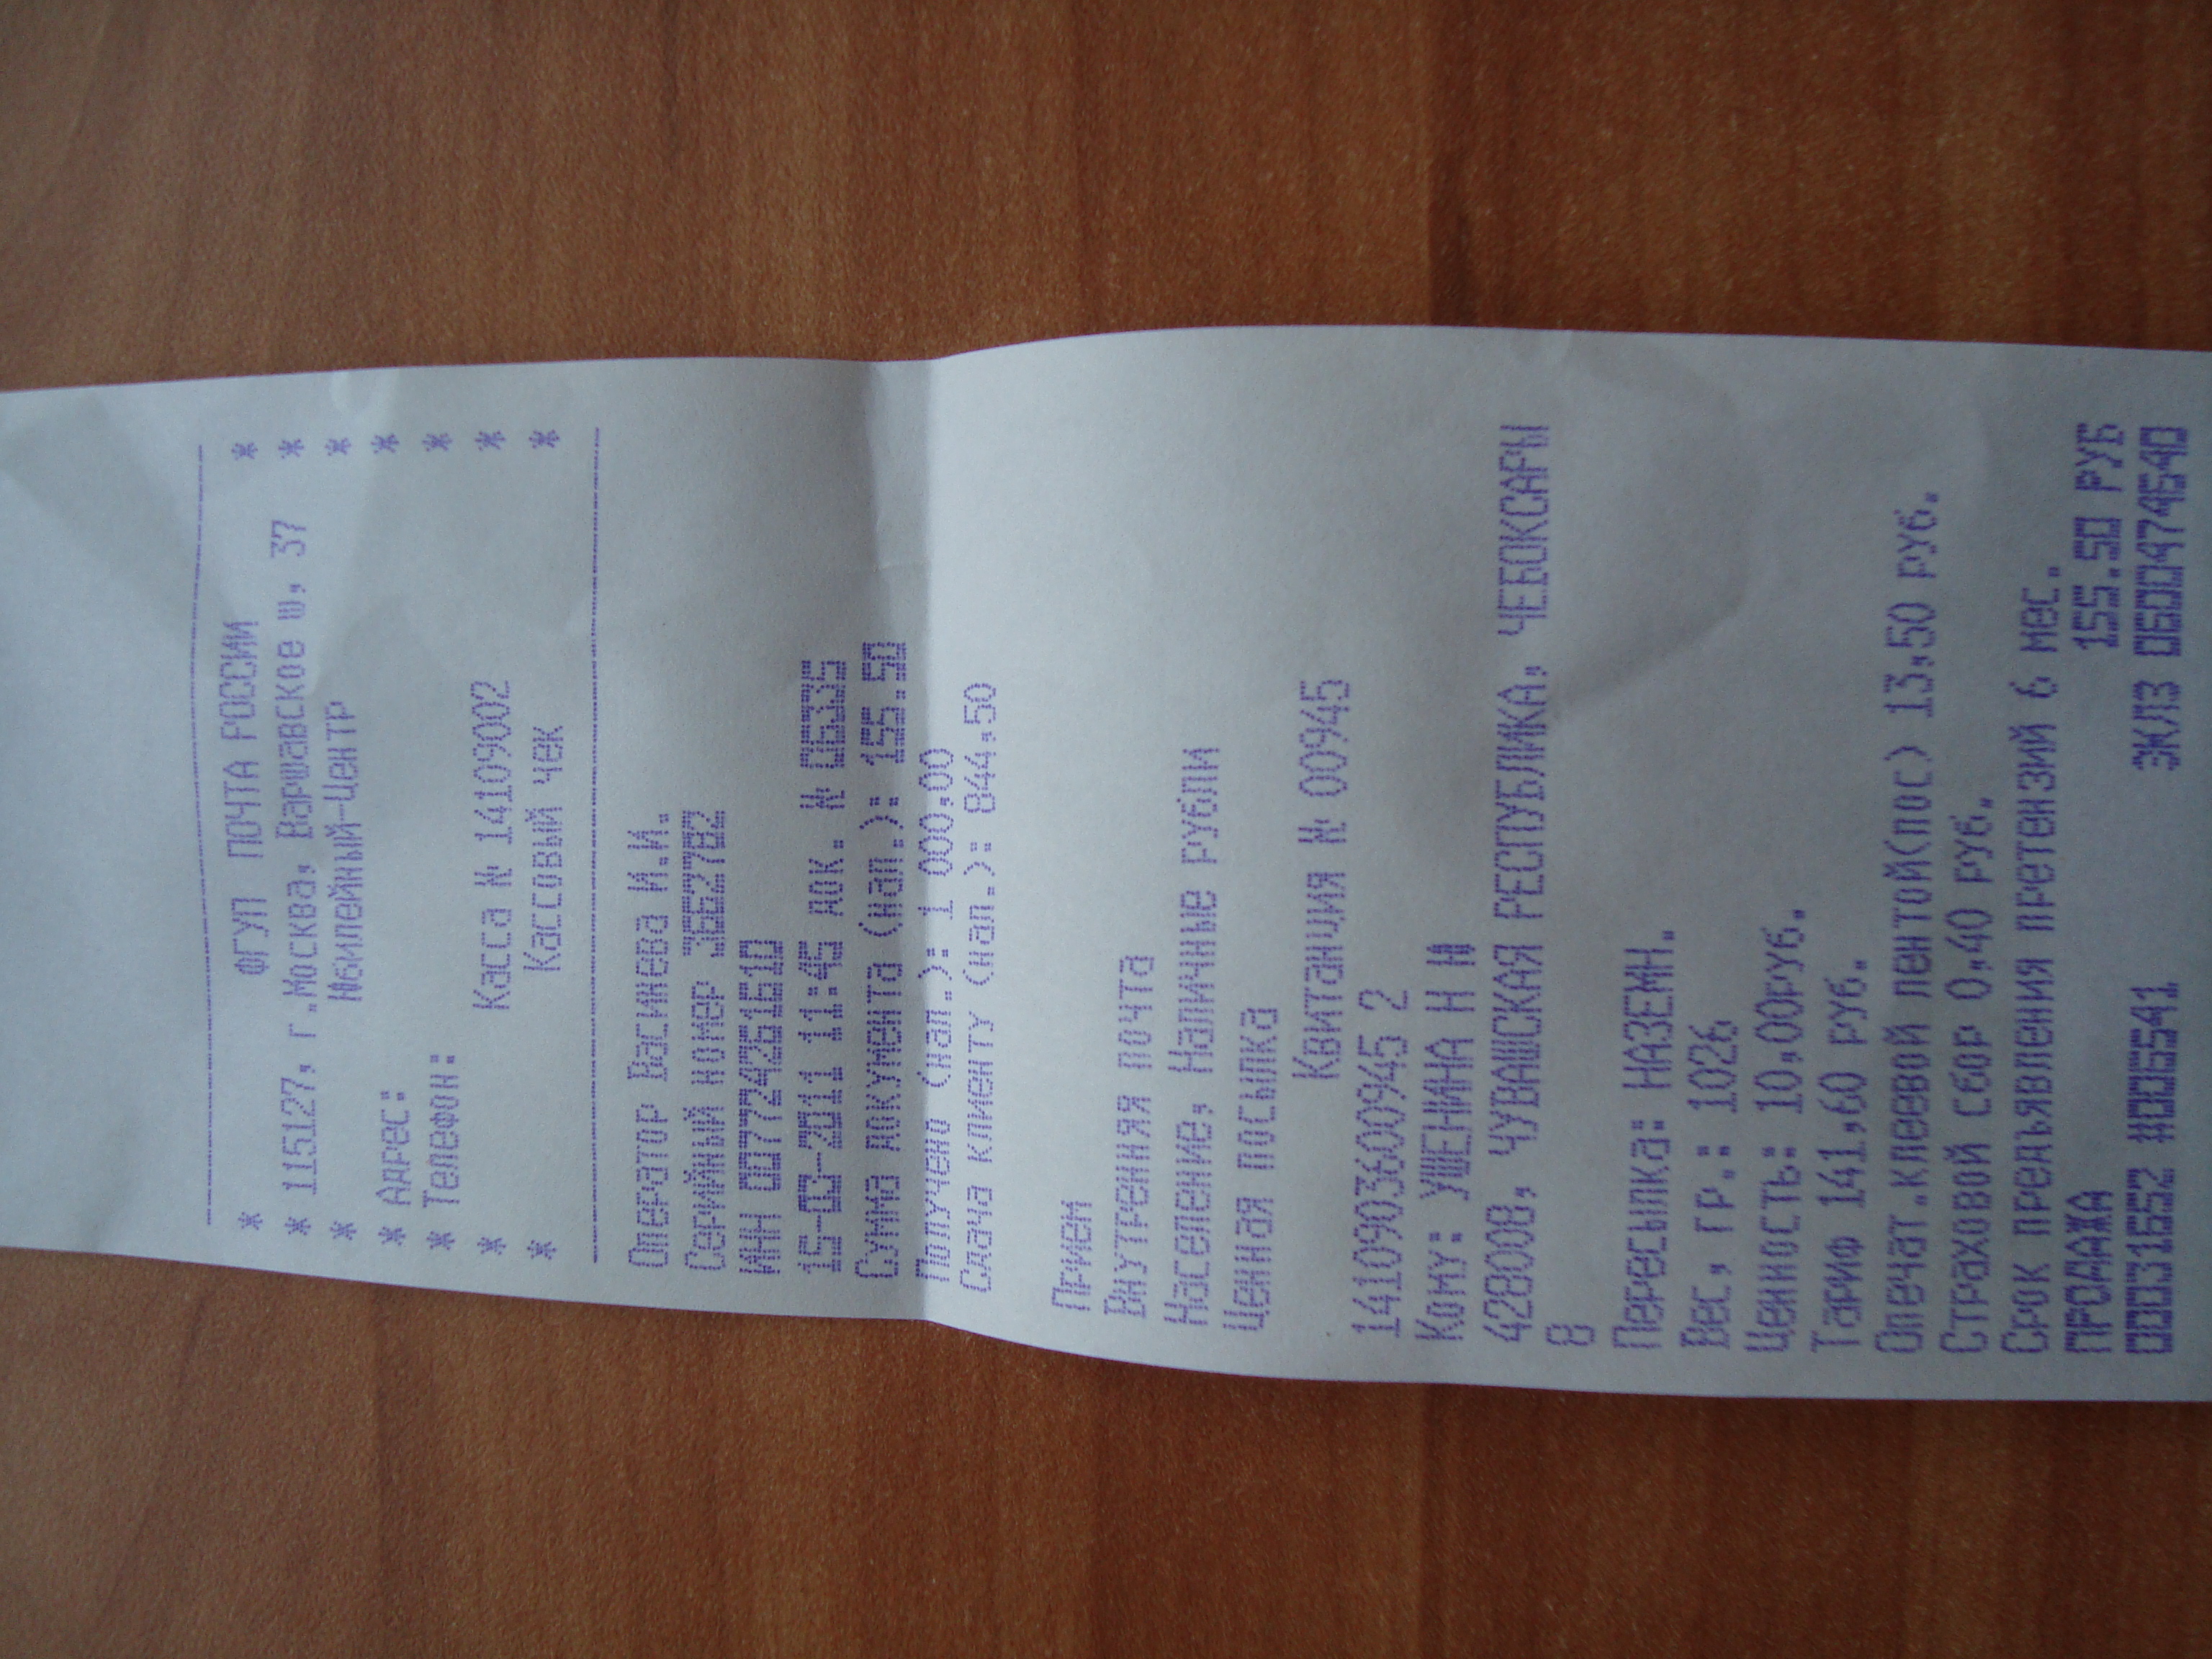 * ФГУП ПОЧТА РОССИИ *
* 115127, г.Москва, Варшавское ш, 37 *
* Юбилейный-Центр *
* Адрес: *
* Телефон: *
* Касса № 14109002 *
* Кассовый чек *
Оператор Васичева И.И.
Серийный номер 3662782
ИНН 007724261610
15-02-2011 11:45 док. N 06335
Сумма документа (нал.): 155.50
Получено (нал.): 1 000,00
Сдача клиенту (нал.): 844,50
Прием
Внутренняя почта
Население, Наличные рубли
Ценная посылка
Квитанция № 00945
1410903600945 2
Кому: УШЕНИНА Н Н
428008, ЧУВАШСКАЯ РЕСПУБЛИКА, ЧЕБОКСАРЫ
8
Пересылка: НАЗЕМН.
Вес, гр.: 1026
Ценность: 10,00руб.
Тариф 141,60 руб.
Опечат.клеевой лентой(пос) 13,50 руб.
Страховой сбор 0,40 руб.
Срок предъявления претензий 6 мес.
ПРОДАЖА 155.50 РУБ
00031652 #006541 ЭКЛЗ 0600474640